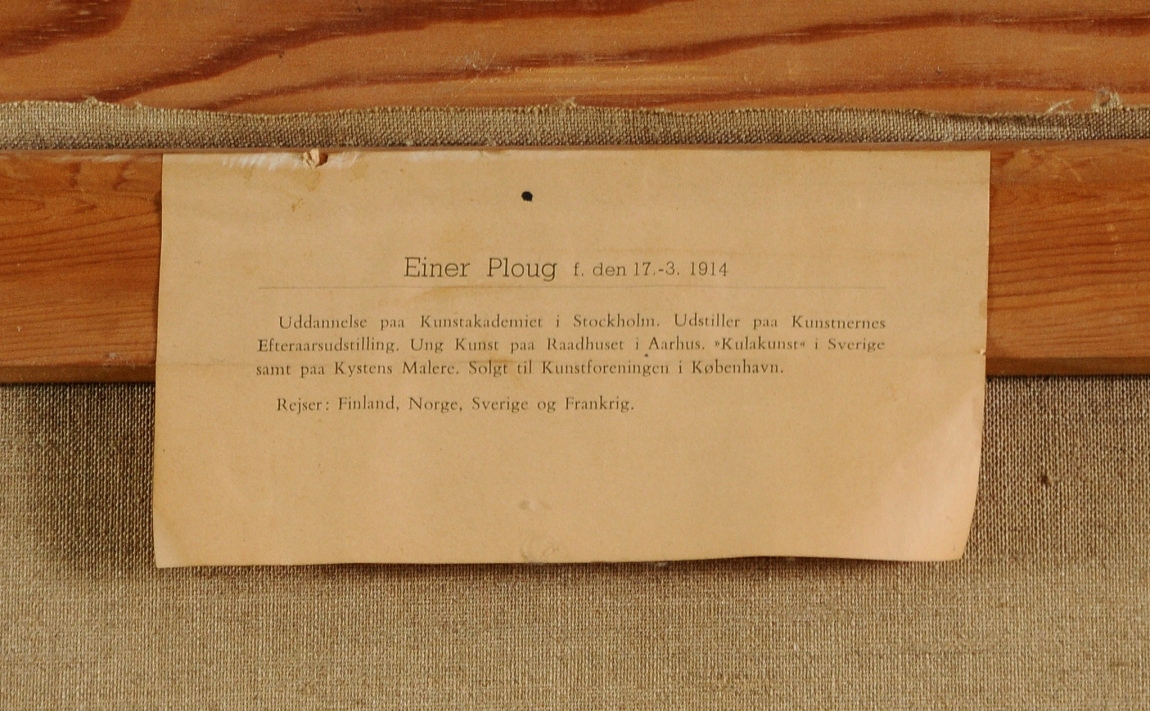 Einer Ploug f. den 17.-3. 1914
Uddannelse paa Kunstakademiet i Stockholm. Udstiller paa Kunstnernes
Efteraarsudstilling. Ung Kunst paa Raadhuset i Aarhus. »Kulakunst« i Sverige
samt paa Kystens Malere. Solgt til Kunstforeningen i København.
Rejser: Finland, Norge, Sverige og Frankrig.